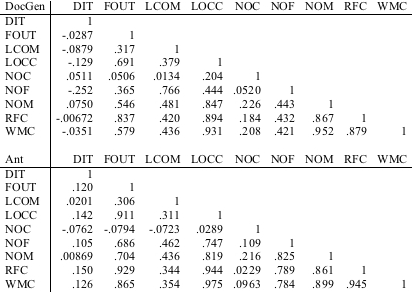 DocGen DIT FOUT LCOM LOCC NOC NOF NOM RFC WMC
DIT 1
FOUT -.0287 1
LCOM -.0879 .317 1
LOCC -.129 .691 .379 1
NOC .0511 .0506 .0134 .204 1
NOF -.252 .365 .766 .444 .0520 1
NOM .0750 .546 .481 .847 .226 .443 1
RFC -.00672 .837 .420 .894 .184 .432 .867 1
WMC -.0351 .579 .436 .931 .208 .421 .952 .879 1
Ant DIT FOUT LCOM LOCC NOC NOF NOM RFC WMC
DIT 1
FOUT .120 1
LCOM .0201 .306 1
LOCC .142 .911 .311 1
NOC -.0762 -.0794 -.0723 .0289 1
NOF .105 .686 .462 .747 .109 1
NOM .00869 .704 .436 .819 .216 .825 1
RFC .150 .929 .344 .944 .0229 .789 .861 1
WMC .126 .865 .354 .975 .0963 .784 .899 .945 1